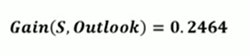 Gain(S, Outlook) = 0.2464